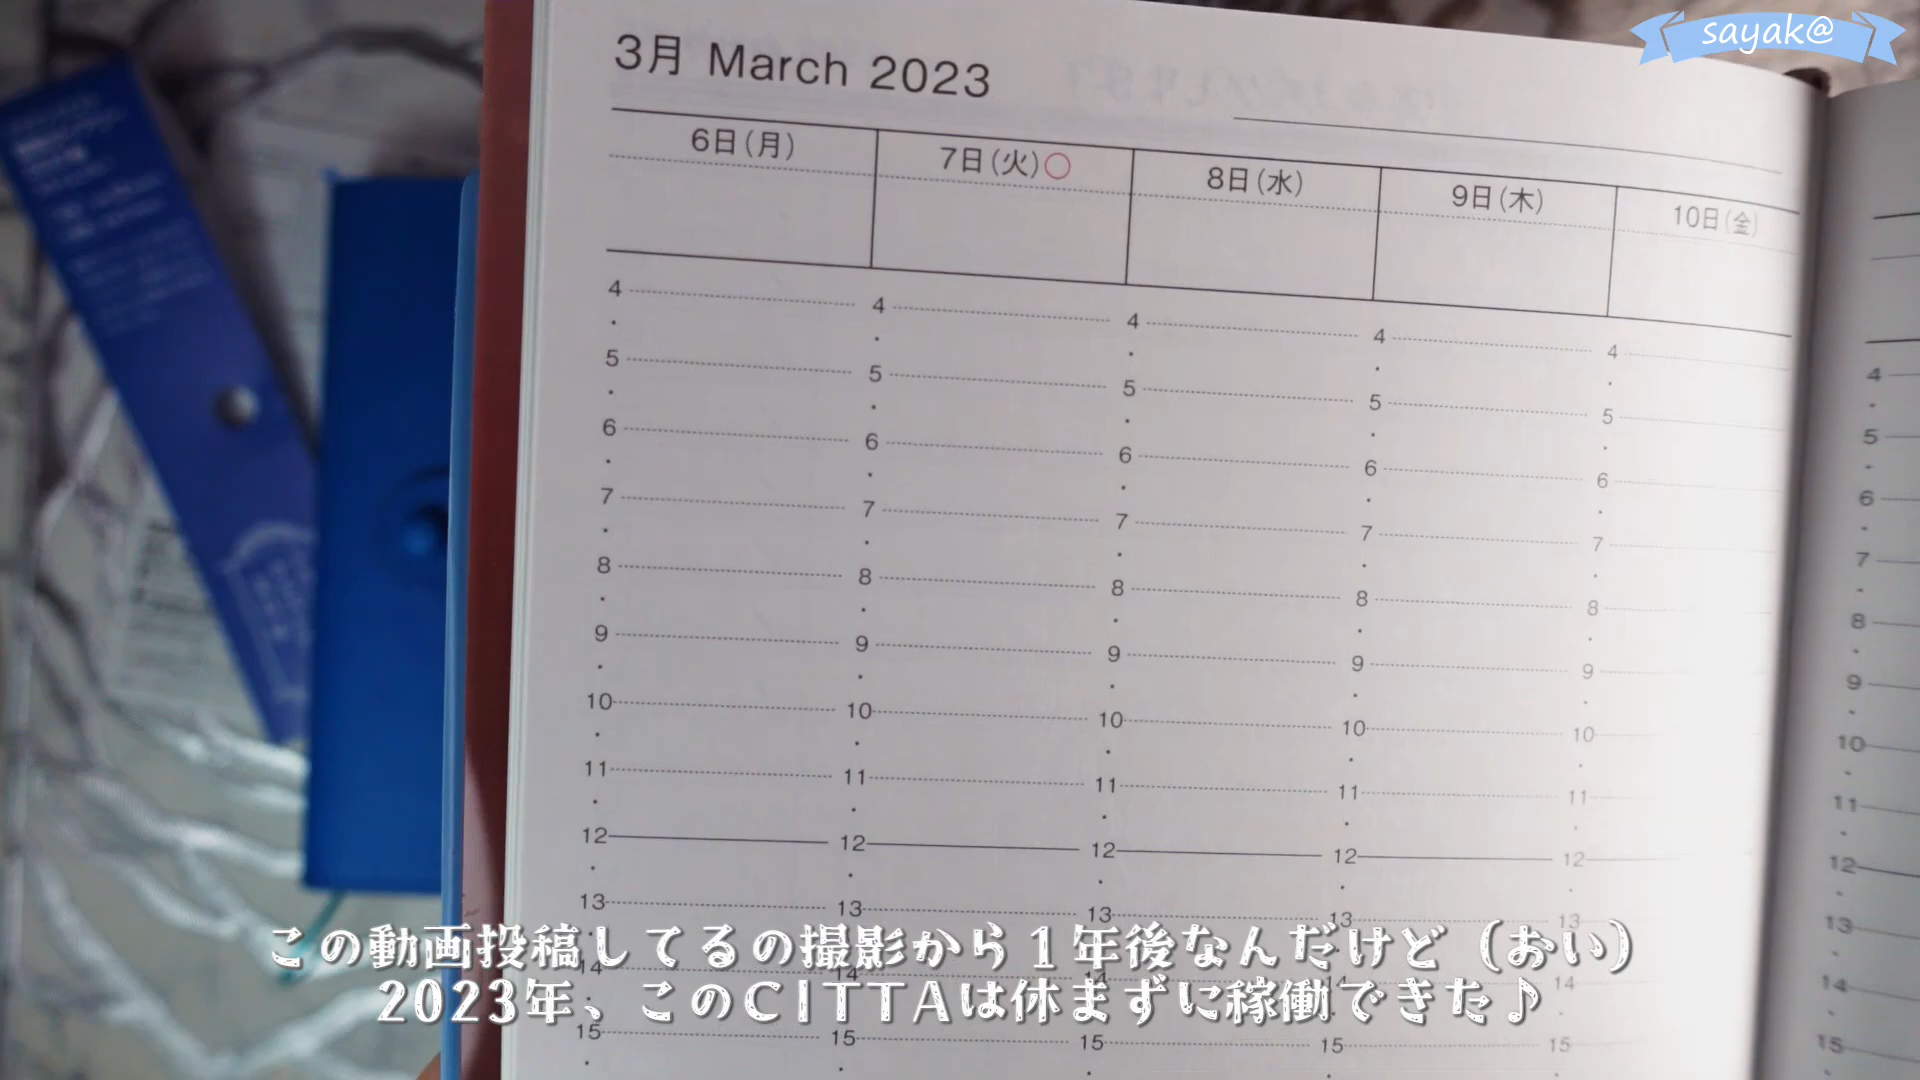 sayak@
3月 March 2023
6日(月) 7日(火)○ 8日(水) 9日(木) 10日(金)
4 4 4 4 4 4
5 5 5 5 5 5
6 6 6 6 6 6
7 7 7 7 7 7
8 8 8 8 8 8
9 9 9 9 9 9
10 10 10 10 10 10
11 11 11 11 11 11
12 12 12 12 12 12
13 13 13 13 13 13
この動画投稿してるの撮影から1年後なんだけど（おい）
14 14 14 14 14
2023年、このCITTAは休まずに稼働できた♪
15 15 15 15 15 15